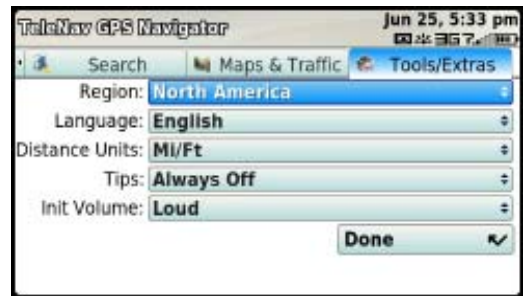 TeleNav GPS Navigator
Jun 25, 5:33 pm
Search
Maps & Traffic
Tools/Extras
Region: North America
Language: English
Distance Units: Mi/Ft
Tips: Always Off
Init Volume: Loud
Done